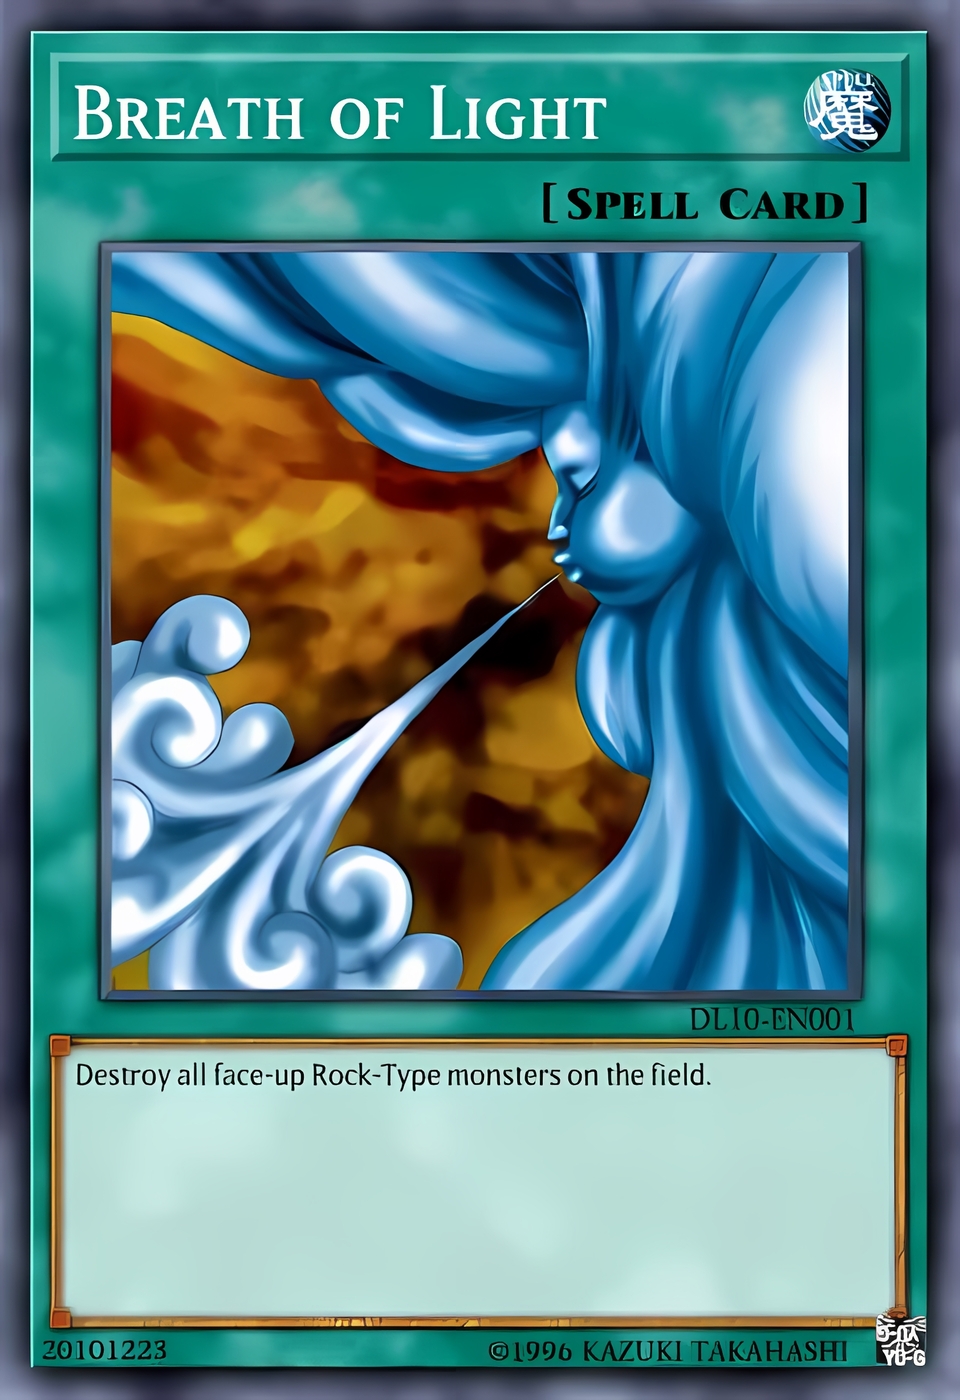 BREATH OF LIGHT
魔
[SPELL CARD]
DL10-EN001
Destroy all face-up Rock-Type monsters on the field.
20101223
©1996 KAZUKI TAKAHASHI